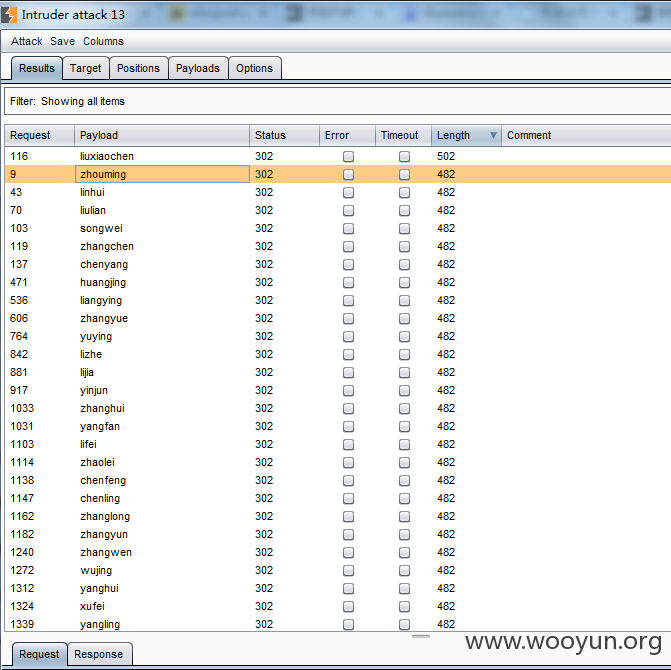 Intruder attack 13
Attack Save Columns
Results Target Positions Payloads Options
Filter: Showing all items
Request Payload Status Error Timeout Length Comment
116 liuxiaochen 302 502
9 zhouming 302 482
43 linhui 302 482
70 liulian 302 482
103 songwei 302 482
119 zhangchen 302 482
137 chenyang 302 482
471 huangjing 302 482
536 liangying 302 482
606 zhangyue 302 482
764 yuying 302 482
842 lizhe 302 482
881 lijia 302 482
917 yinjun 302 482
1033 zhanghui 302 482
1031 yangfan 302 482
1103 lifei 302 482
1114 zhaolei 302 482
1138 chenfeng 302 482
1147 chenling 302 482
1162 zhanglong 302 482
1182 zhangyun 302 482
1240 zhangwen 302 482
1272 wujing 302 482
1312 yanghui 302 482
1324 xufei 302 482
1339 yangling 302 482
www.wooyun.org
Request Response